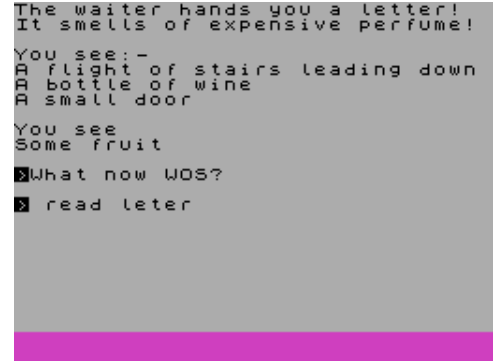 The waiter hands you a letter!
It smells of expensive perfume!
You see:-
A flight of stairs leading down
A bottle of wine
A small door
You see
Some fruit
>What now WOS?
> read leter